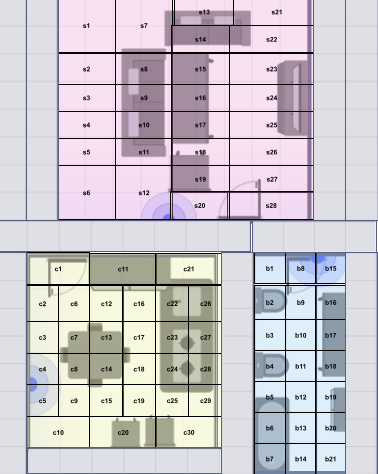 s13 s21
s1 s7
s14 s22
s2 s8 s15 s23
s3 s9 s16 s24
s4 s10 s17 s25
s5 s11 s18 s26
s19 s27
s6 s12
s20 s28
c1 c11 c21 b1 b8 b15
c2 c6 c12 c16 c22 c26 b2 b9 b16
c3 c7 c13 c17 c23 c27 b3 b10 b17
c4 c8 c14 c18 c24 c28 b4 b11 b18
c5 c9 c15 c19 c25 c29 b5 b12 b19
c10 c20 c30 b6 b13 b20
b7 b14 b21